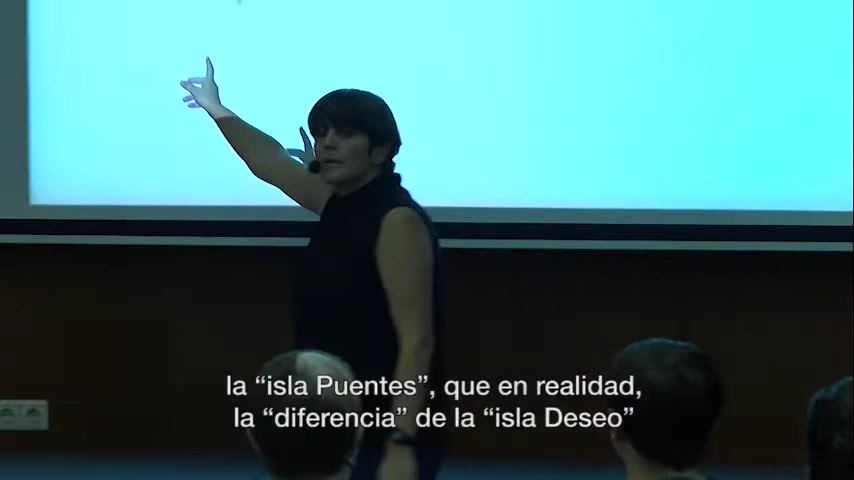 la “isla Puentes”, que en realidad,
la “diferencia” de la “isla Deseo”